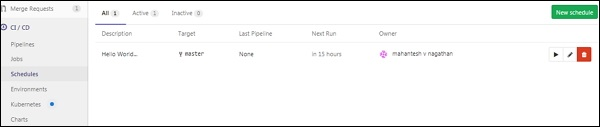 Merge Requests 1
All 1 Active 1 Inactive 0
New schedule
CI / CD
Description Target Last Pipeline Next Run Owner
Pipelines
Hello World... master None in 15 hours mahantesh v nagathan
Jobs
Schedules
Environments
Kubernetes
Charts